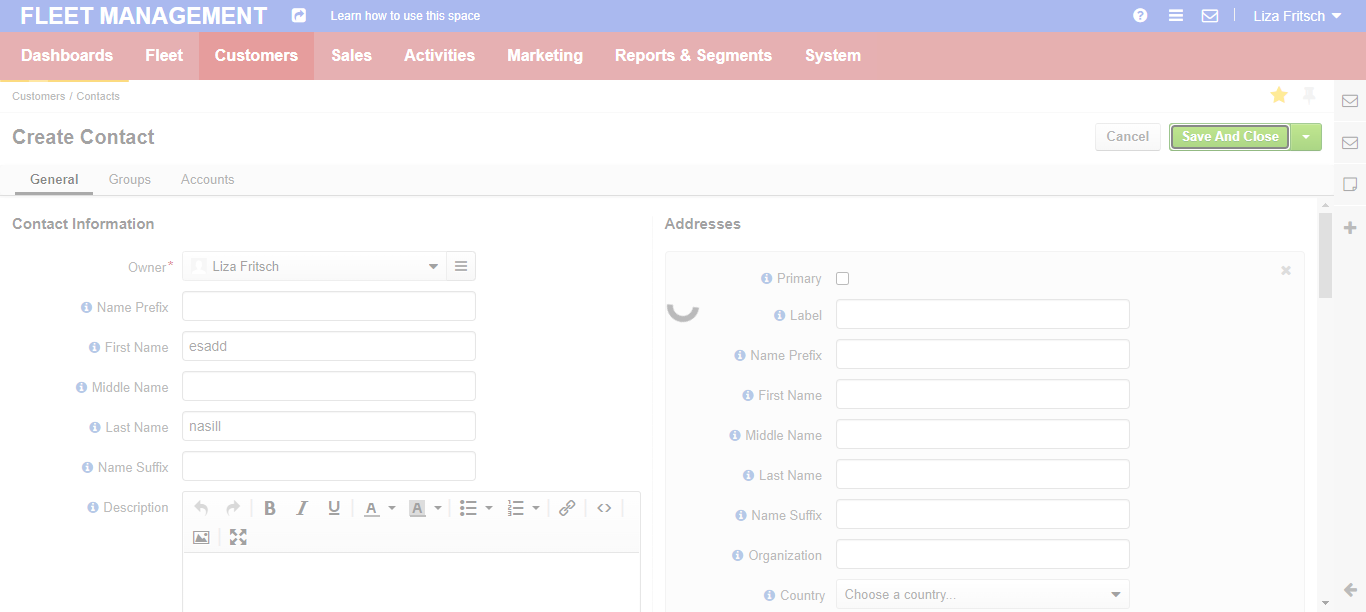 FLEET MANAGEMENT Learn how to use this space Liza Fritsch
Dashboards Fleet Customers Sales Activities Marketing Reports & Segments System
Customers / Contacts
Create Contact Cancel Save And Close
General Groups Accounts
Contact Information
Owner* Liza Fritsch
Name Prefix
First Name esadd
Middle Name
Last Name nasill
Name Suffix
Description
B I U A A
Addresses
Primary
Label
Name Prefix
First Name
Middle Name
Last Name
Name Suffix
Organization
Country Choose a country...